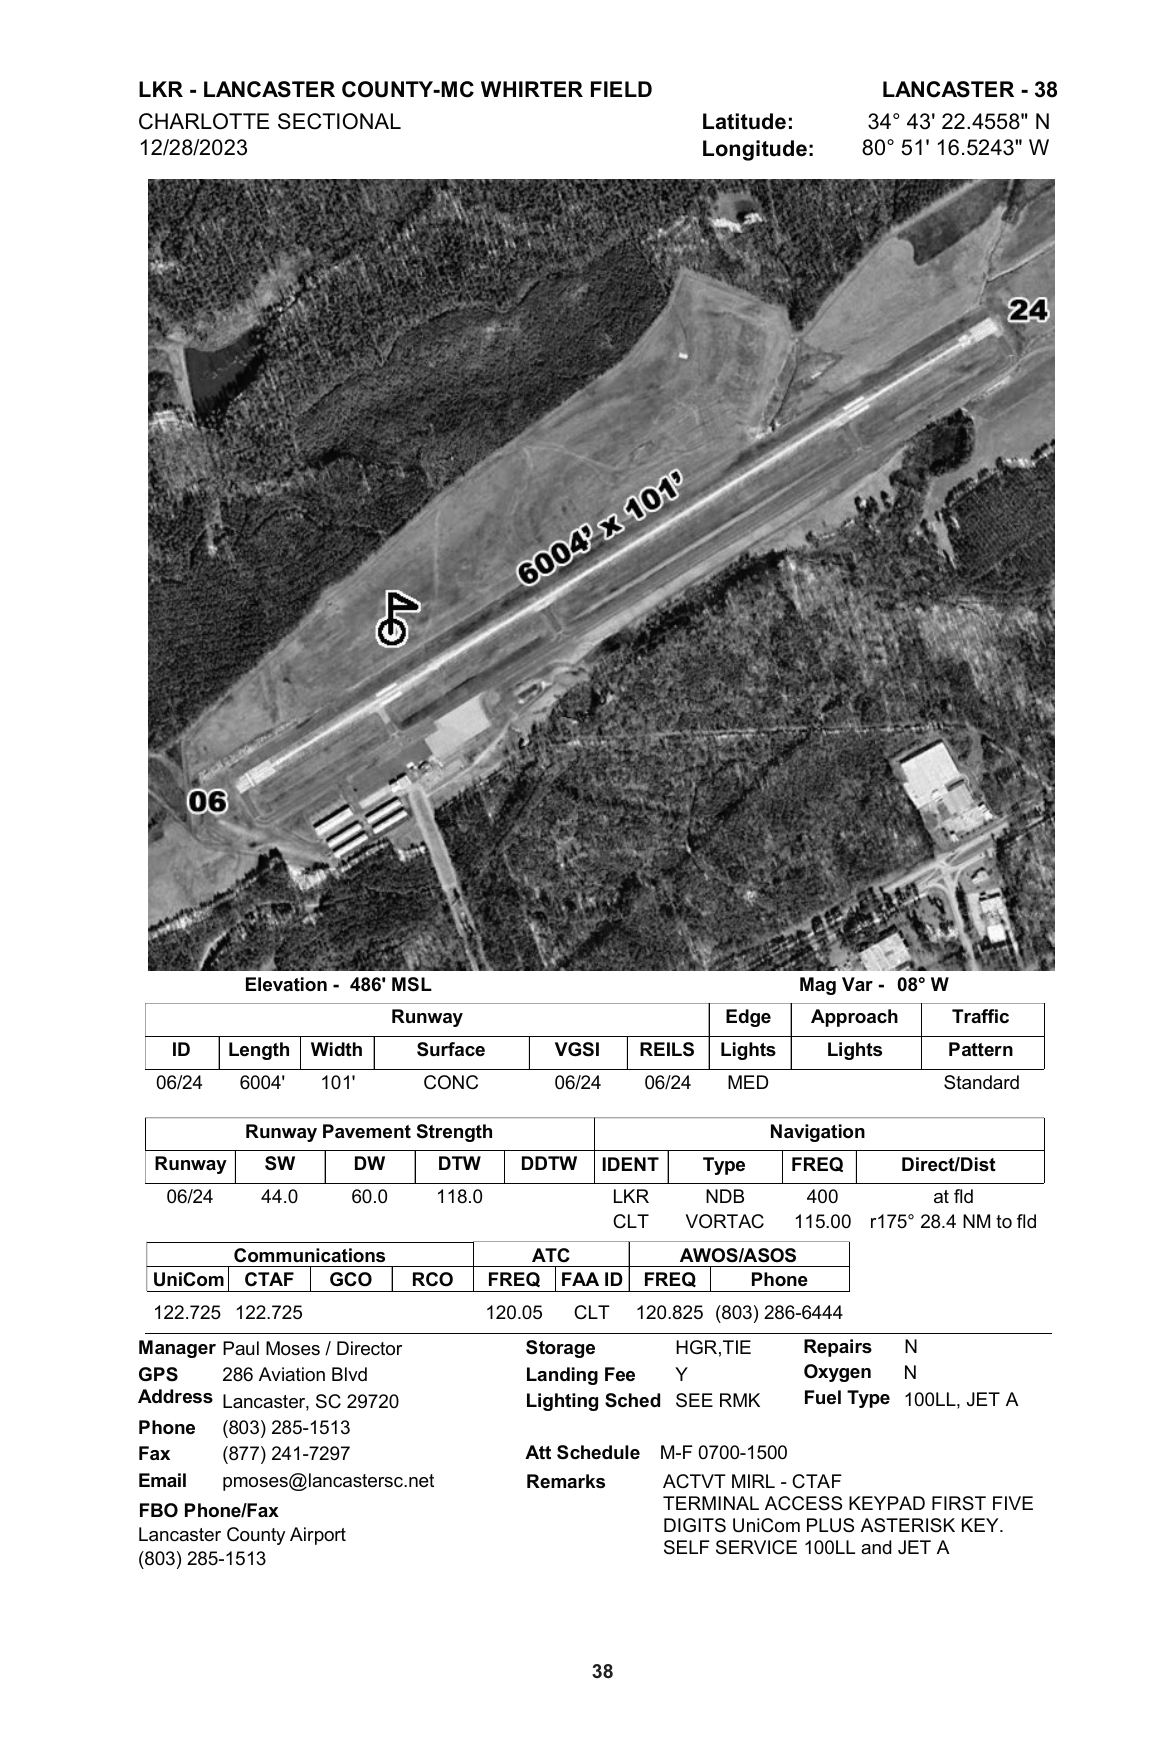 LKR - LANCASTER COUNTY-MC WHIRTER FIELD LANCASTER - 38
CHARLOTTE SECTIONAL Latitude: 34° 43' 22.4558" N
12/28/2023 Longitude: 80° 51' 16.5243" W
24
6004’ x 101’
06
Elevation - 486' MSL Mag Var - 08° W
Runway Edge Approach Traffic
ID Length Width Surface VGSI REILS Lights Lights Pattern
06/24 6004' 101' CONC 06/24 06/24 MED Standard
Runway Pavement Strength Navigation
Runway SW DW DTW DDTW IDENT Type FREQ Direct/Dist
06/24 44.0 60.0 118.0 LKR NDB 400 at fld
CLT VORTAC 115.00 r175° 28.4 NM to fld
Communications ATC AWOS/ASOS
UniCom CTAF GCO RCO FREQ FAA ID FREQ Phone
122.725 122.725 120.05 CLT 120.825 (803) 286-6444
Manager Paul Moses / Director Storage HGR,TIE Repairs N
GPS 286 Aviation Blvd Landing Fee Y Oxygen N
Address Lancaster, SC 29720 Lighting Sched SEE RMK Fuel Type 100LL, JET A
Phone (803) 285-1513
Fax (877) 241-7297 Att Schedule M-F 0700-1500
Email pmoses@lancastersc.net Remarks ACTVT MIRL - CTAF
TERMINAL ACCESS KEYPAD FIRST FIVE
FBO Phone/Fax DIGITS UniCom PLUS ASTERISK KEY.
Lancaster County Airport SELF SERVICE 100LL and JET A
(803) 285-1513
38